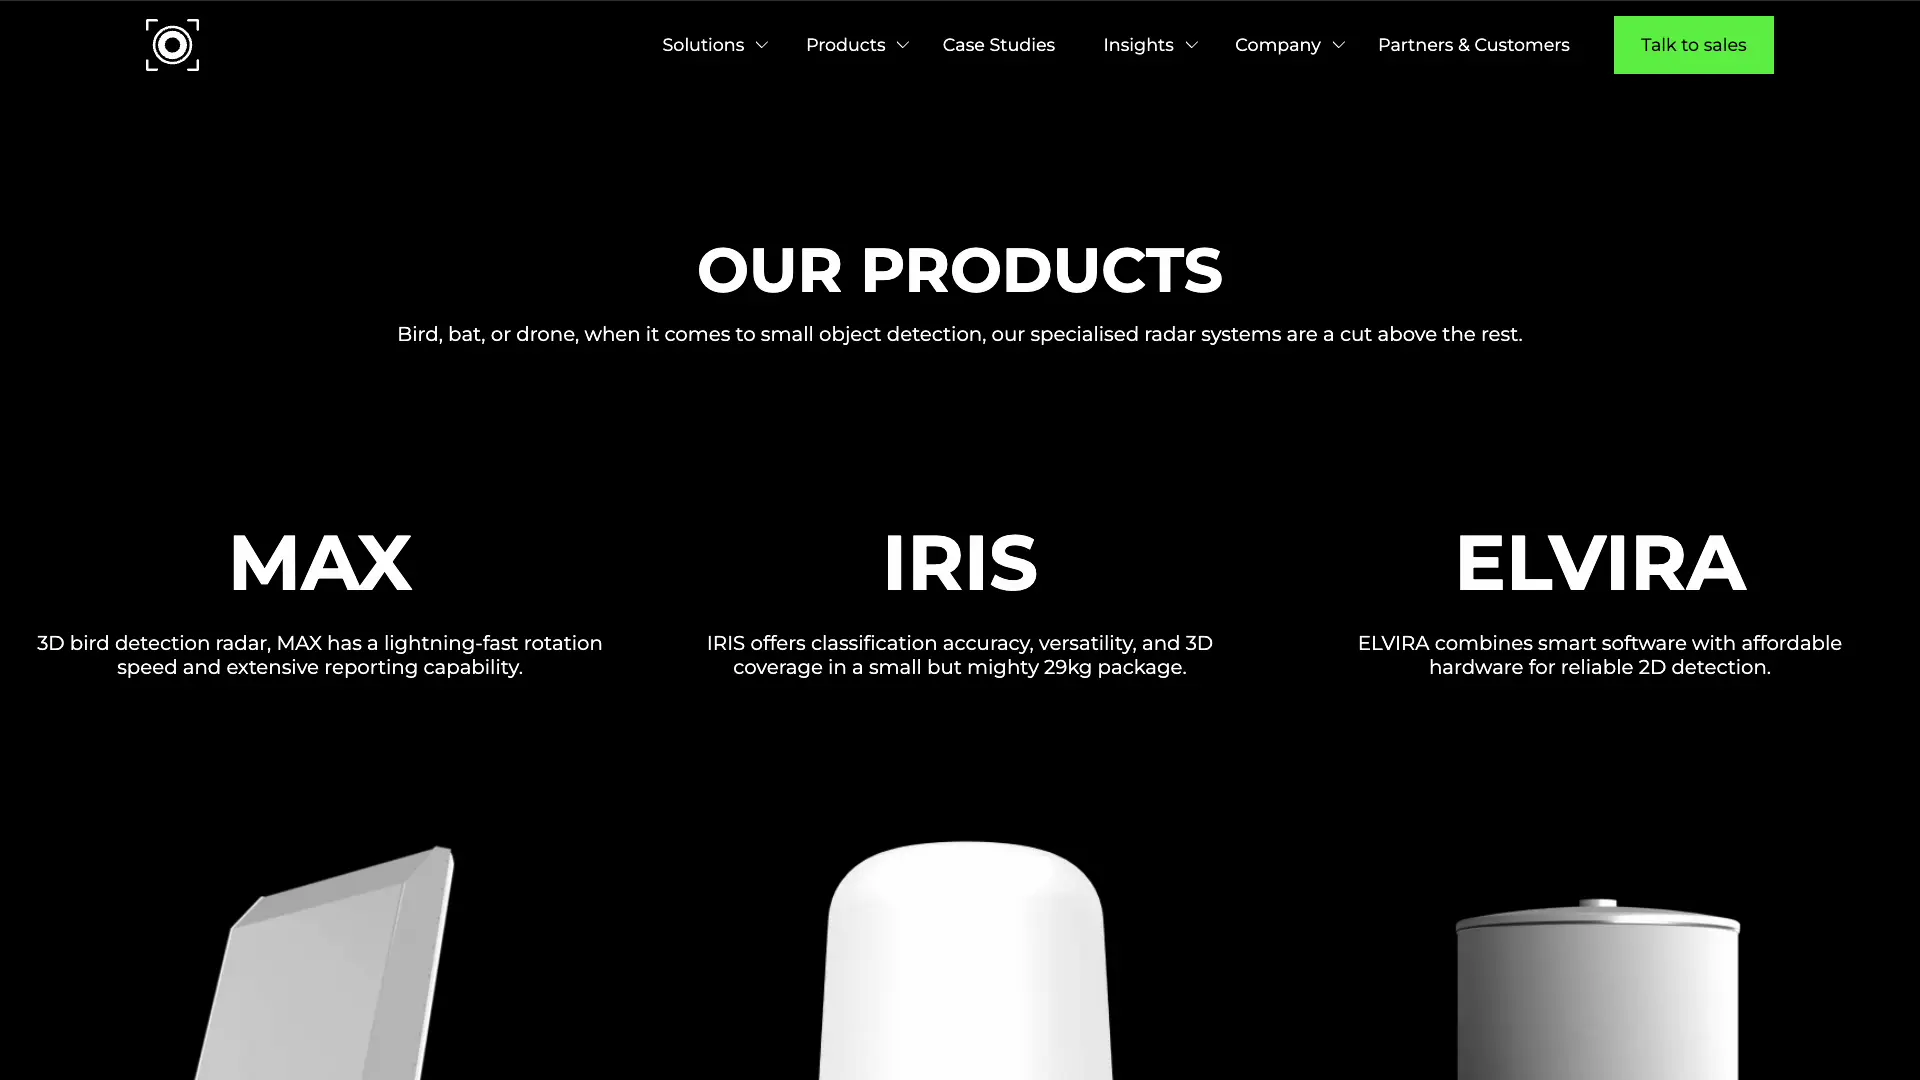 Solutions
Products
Case Studies
Insights
Company
Partners & Customers
Talk to sales
OUR PRODUCTS
Bird, bat, or drone, when it comes to small object detection, our specialised radar systems are a cut above the rest.
MAX
3D bird detection radar, MAX has a lightning-fast rotation
speed and extensive reporting capability.
IRIS
IRIS offers classification accuracy, versatility, and 3D
coverage in a small but mighty 29kg package.
ELVIRA
ELVIRA combines smart software with affordable
hardware for reliable 2D detection.